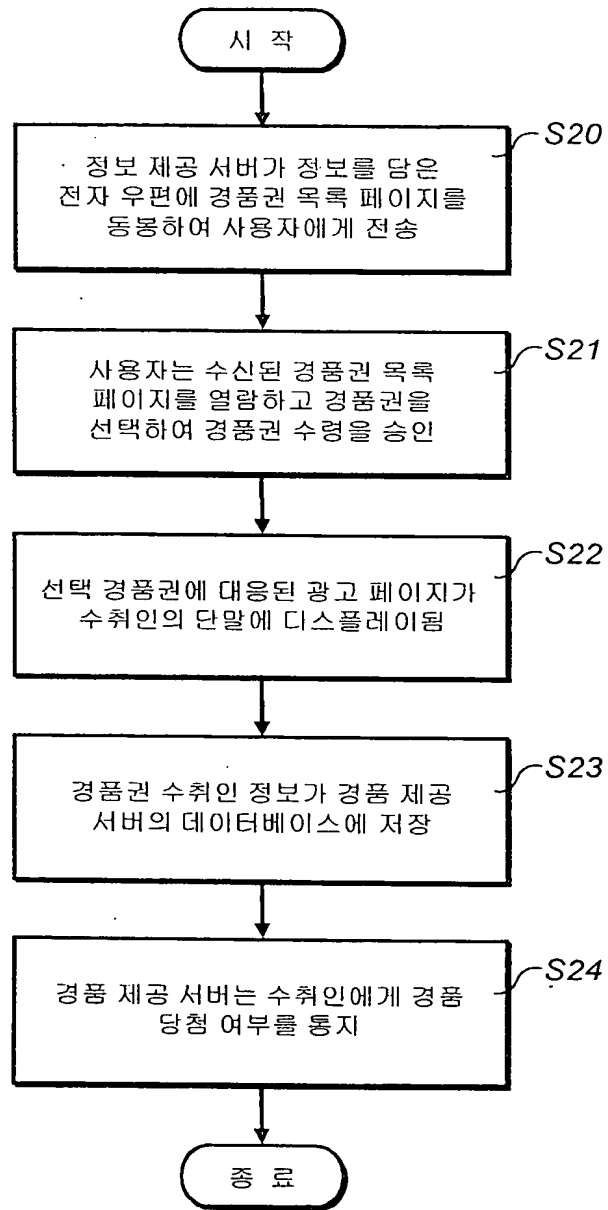 시 작
S20
정보 제공 서버가 정보를 담은
전자 우편에 경품권 목록 페이지를
동봉하여 사용자에게 전송
S21
사용자는 수신된 경품권 목록
페이지를 열람하고 경품권을
선택하여 경품권 수령을 승인
S22
선택 경품권에 대응된 광고 페이지가
수취인의 단말에 디스플레이됨
S23
경품권 수취인 정보가 경품 제공
서버의 데이터베이스에 저장
S24
경품 제공 서버는 수취인에게 경품
당첨 여부를 통지
종 료